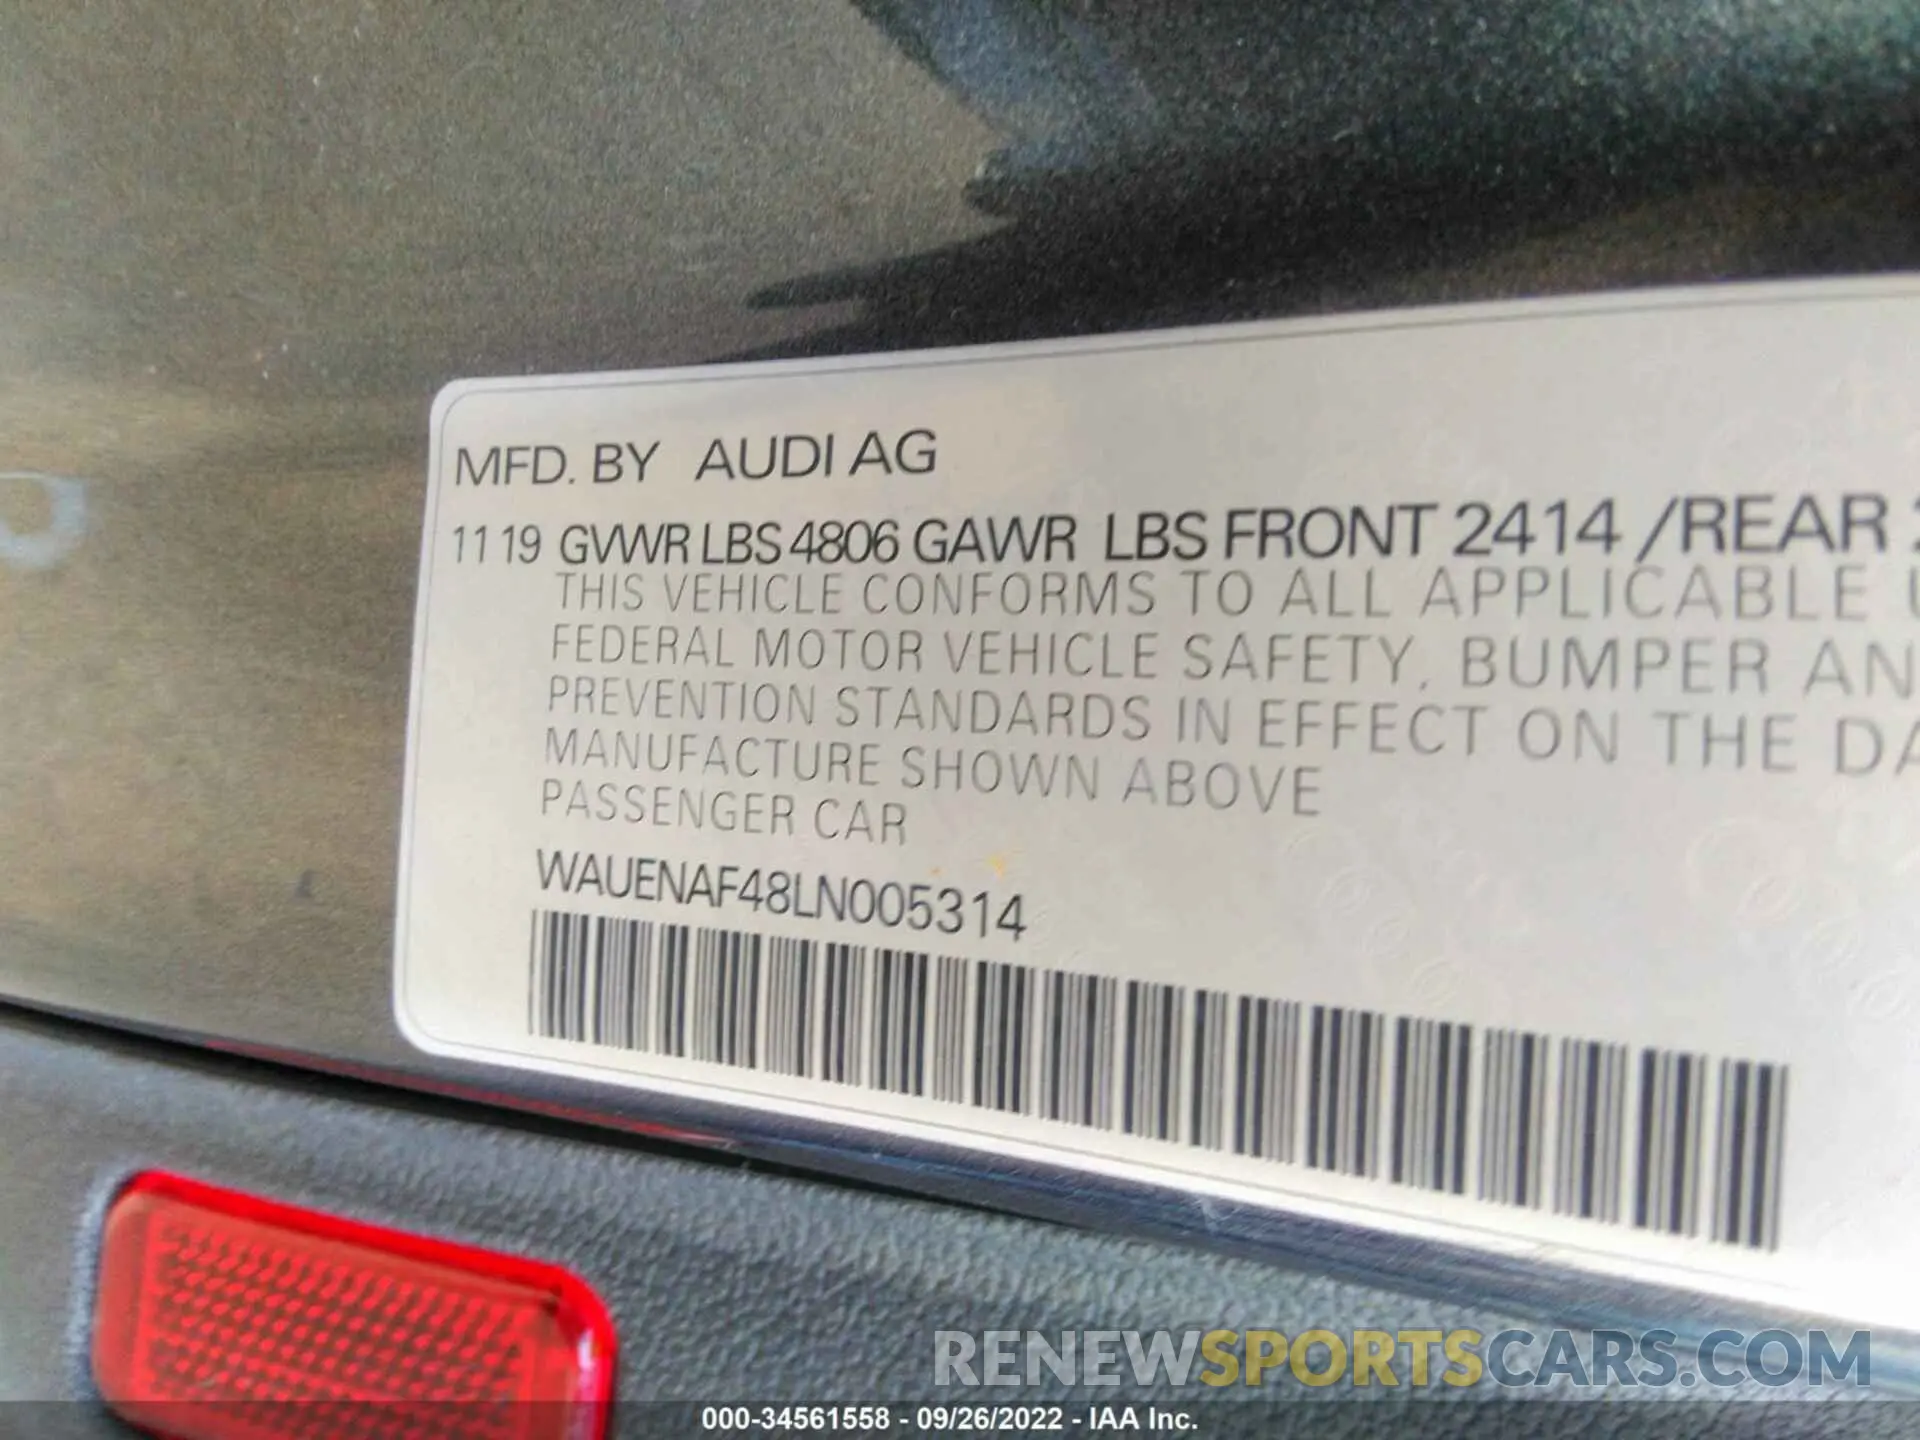 MFD. BY AUDI AG
11 19 GVWR LBS 4806 GAWR LBS FRONT 2414 /REAR
THIS VEHICLE CONFORMS TO ALL APPLICABLE
FEDERAL MOTOR VEHICLE SAFETY, BUMPER AN
PREVENTION STANDARDS IN EFFECT ON THE DA
MANUFACTURE SHOWN ABOVE
PASSENGER CAR
WAUENAF48LN005314
RENEWSPORTSCARS.COM
000-34561558 - 09/26/2022 - IAA Inc.